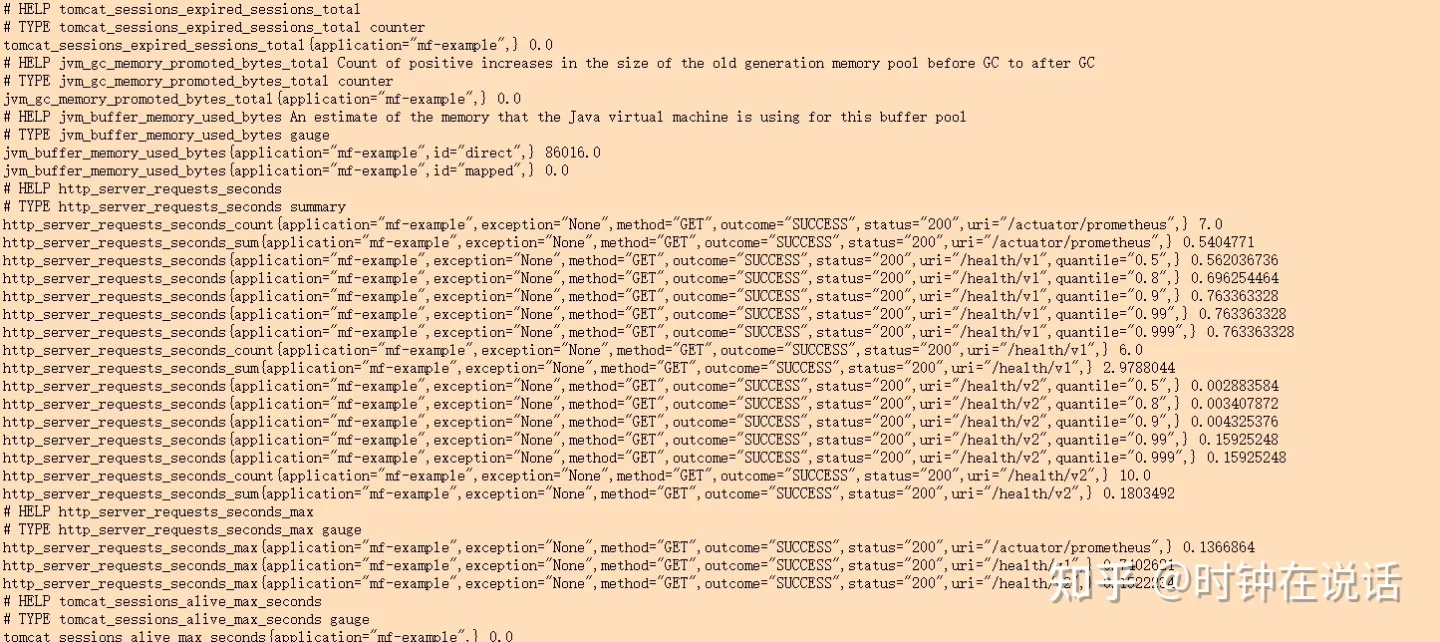 # HELP tomcat_sessions_expired_sessions_total
# TYPE tomcat_sessions_expired_sessions_total counter
tomcat_sessions_expired_sessions_total{application="mf-example",} 0.0
# HELP jvm_gc_memory_promoted_bytes_total Count of positive increases in the size of the old generation memory pool before GC to after GC
# TYPE jvm_gc_memory_promoted_bytes_total counter
jvm_gc_memory_promoted_bytes_total{application="mf-example",} 0.0
# HELP jvm_buffer_memory_used_bytes An estimate of the memory that the Java virtual machine is using for this buffer pool
# TYPE jvm_buffer_memory_used_bytes gauge
jvm_buffer_memory_used_bytes{application="mf-example",id="direct",} 86016.0
jvm_buffer_memory_used_bytes{application="mf-example",id="mapped",} 0.0
# HELP http_server_requests_seconds
# TYPE http_server_requests_seconds summary
http_server_requests_seconds_count{application="mf-example",exception="None",method="GET",outcome="SUCCESS",status="200",uri="/actuator/prometheus",} 7.0
http_server_requests_seconds_sum{application="mf-example",exception="None",method="GET",outcome="SUCCESS",status="200",uri="/actuator/prometheus",} 0.5404771
http_server_requests_seconds{application="mf-example",exception="None",method="GET",outcome="SUCCESS",status="200",uri="/health/v1",quantile="0.5",} 0.562036736
http_server_requests_seconds{application="mf-example",exception="None",method="GET",outcome="SUCCESS",status="200",uri="/health/v1",quantile="0.8",} 0.696254464
http_server_requests_seconds{application="mf-example",exception="None",method="GET",outcome="SUCCESS",status="200",uri="/health/v1",quantile="0.9",} 0.763363328
http_server_requests_seconds{application="mf-example",exception="None",method="GET",outcome="SUCCESS",status="200",uri="/health/v1",quantile="0.99",} 0.763363328
http_server_requests_seconds{application="mf-example",exception="None",method="GET",outcome="SUCCESS",status="200",uri="/health/v1",quantile="0.999",} 0.763363328
http_server_requests_seconds_count{application="mf-example",exception="None",method="GET",outcome="SUCCESS",status="200",uri="/health/v1",} 6.0
http_server_requests_seconds_sum{application="mf-example",exception="None",method="GET",outcome="SUCCESS",status="200",uri="/health/v1",} 2.9788044
http_server_requests_seconds{application="mf-example",exception="None",method="GET",outcome="SUCCESS",status="200",uri="/health/v2",quantile="0.5",} 0.002883584
http_server_requests_seconds{application="mf-example",exception="None",method="GET",outcome="SUCCESS",status="200",uri="/health/v2",quantile="0.8",} 0.003407872
http_server_requests_seconds{application="mf-example",exception="None",method="GET",outcome="SUCCESS",status="200",uri="/health/v2",quantile="0.9",} 0.004325376
http_server_requests_seconds{application="mf-example",exception="None",method="GET",outcome="SUCCESS",status="200",uri="/health/v2",quantile="0.99",} 0.15925248
http_server_requests_seconds{application="mf-example",exception="None",method="GET",outcome="SUCCESS",status="200",uri="/health/v2",quantile="0.999",} 0.15925248
http_server_requests_seconds_count{application="mf-example",exception="None",method="GET",outcome="SUCCESS",status="200",uri="/health/v2",} 10.0
http_server_requests_seconds_sum{application="mf-example",exception="None",method="GET",outcome="SUCCESS",status="200",uri="/health/v2",} 0.1803492
# HELP http_server_requests_seconds_max
# TYPE http_server_requests_seconds_max gauge
http_server_requests_seconds_max{application="mf-example",exception="None",method="GET",outcome="SUCCESS",status="200",uri="/actuator/prometheus",} 0.1366864
http_server_requests_seconds_max{application="mf-example",exception="None",method="GET",outcome="SUCCESS",status="200",uri="/health
http_server_requests_seconds_max{application="mf-example",exception="None",method="GET",outcome="SUCCESS",status="200",uri="/health
知乎 @时钟在说话
# HELP tomcat_sessions_alive_max_seconds
# TYPE tomcat_sessions_alive_max_seconds gauge
tomcat_sessions_alive_max_seconds{application="mf-example",} 0.0